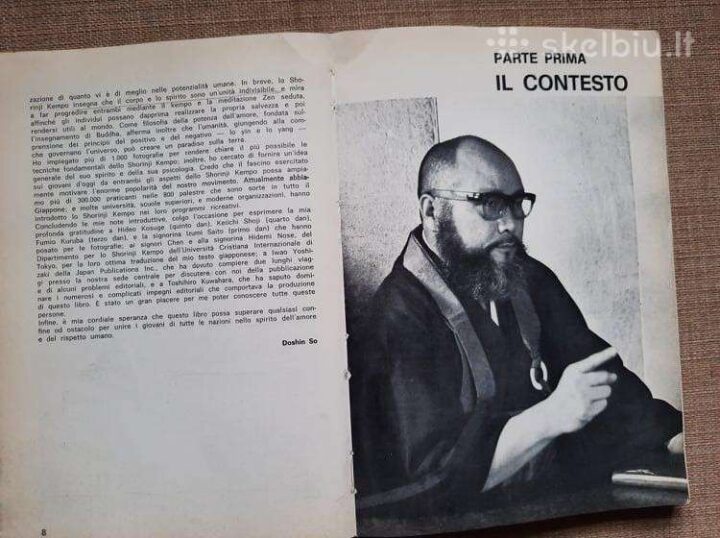 zazione di quanto vi è di meglio nelle potenzialità umane. In breve, lo Sho-
rinji Kempo insegna che il corpo e lo spirito sono un'unità indivisibile, e mira
a far progredire entrambi mediante il kempo e la meditazione Zen seduta,
affinché gli individui possano dapprima realizzare la propria salvezza e poi
rendersi utili al mondo. Come filosofia della potenza dell'amore, fondata sul-
l'insegnamento di Buddha, afferma inoltre che l'umanità, giungendo alla com-
prensione dei principi del positivo e del negativo — lo yin e lo yang —
che governano l'universo, può creare un paradiso sulla terra.
Ho impiegato più di 1.000 fotografie per rendere chiare il più possibile le
tecniche fondamentali dello Shorinji Kempo; inoltre, ho cercato di fornire un'idea
generale del suo spirito e della sua psicologia. Credo che il fascino esercitato
sui giovani d'oggi da entrambi gli aspetti dello Shorinji Kempo possa ampia-
mente motivare l'enorme popolarità del nostro movimento. Attualmente abbia-
mo più di 300.000 praticanti nelle 800 palestre che sono sorte in tutto il
Giappone; e molte università, scuole superiori, e moderne organizzazioni, hanno
introdotto lo Shorinji Kempo nei loro programmi ricreativi.
Concludendo le mie note introduttive, colgo l'occasione per esprimere la mia
profonda gratitudine a Hideo Kosuge (quinto dan), Keiichi Shoji (quarto dan),
Fumio Kuruba (terzo dan), e la signorina Izumi Saito (primo dan) che hanno
posato per le fotografie; ai signori Chen e alla signorina Hidemi Nose, del
Dipartimento per lo Shorinji Kempo dell'Università Cristiana Internazionale di
Tokyo, per la loro ottima traduzione del mio testo giapponese; a Iwao Yoshi-
zaki della Japan Publications Inc., che ha dovuto compiere due lunghi viag-
gi presso la nostra sede centrale per discutere con noi della pubblicazione
e di alcuni problemi editoriali, e a Toshihiro Kuwahara, che ha saputo domi-
nare i numerosi e complicati impegni editoriali che comportava la produzione
di questo libro. È stato un gran piacere per me poter conoscere tutte queste
persone.
Infine, è mia cordiale speranza che questo libro possa superare qualsiasi con-
fine od ostacolo per unire i giovani di tutte le nazioni nello spirito dell'amore
e del rispetto umano.
Doshin So
8
PARTE PRIMA
IL CONTESTO
skelbiu.lt